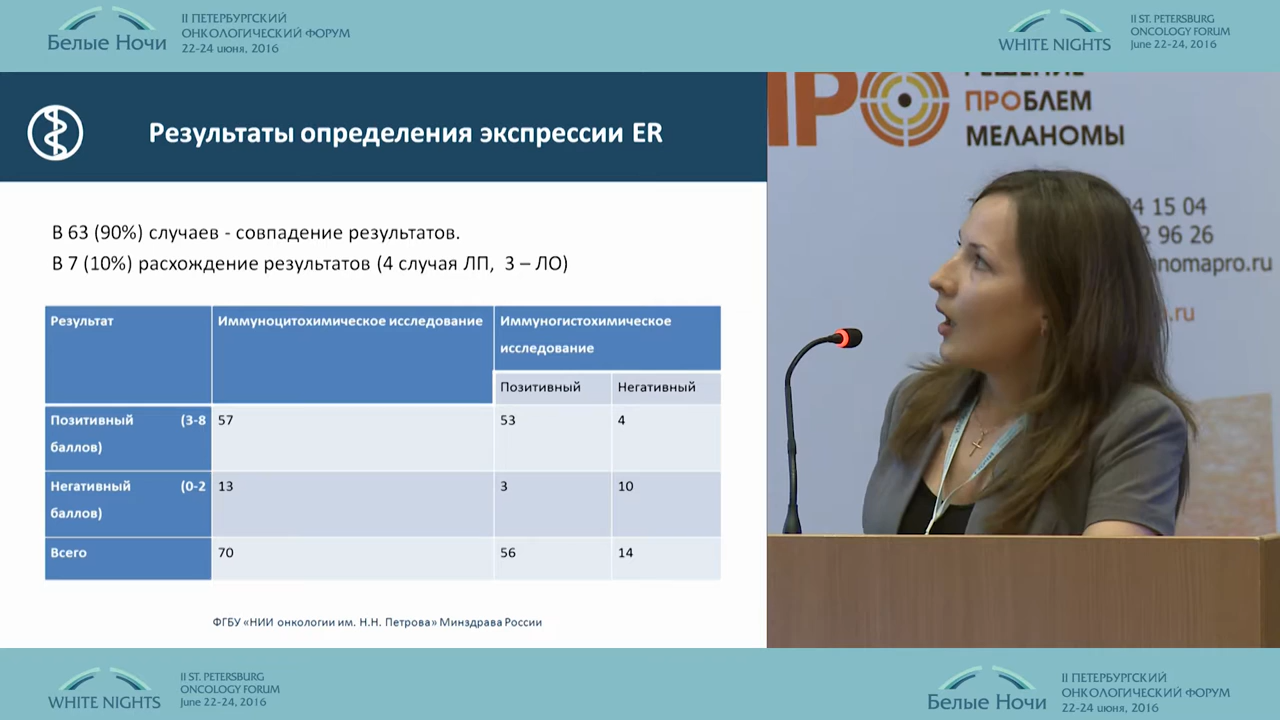 Белые Ночи
II ПЕТЕРБУРГСКИЙ
ОНКОЛОГИЧЕСКИЙ ФОРУМ
22-24 июня, 2016
WHITE NIGHTS
II ST. PETERSBURG
ONCOLOGY FORUM
June 22-24, 2016
Результаты определения экспрессии ER
В 63 (90%) случаев - совпадение результатов.
В 7 (10%) расхождение результатов (4 случая ЛП, 3 – ЛО)
Результат
Иммуноцитохимическое исследование
Иммуногистохимическое
исследование
Позитивный Негативный
Позитивный (3-8
баллов)
57 53 4
Негативный (0-2
баллов)
13 3 10
Всего 70 56 14
ФГБУ «НИИ онкологии им. Н.Н. Петрова» Минздрава России
ПРО
РЕШЕНИЕ
ПРОБЛЕМ
МЕЛАНОМЫ
4 15 04
2 96 26
nomapro.ru
.ru
WHITE NIGHTS
II ST. PETERSBURG
ONCOLOGY FORUM
June 22-24, 2016
Белые Ночи
II ПЕТЕРБУРГСКИЙ
ОНКОЛОГИЧЕСКИЙ ФОРУМ
22-24 июня, 2016